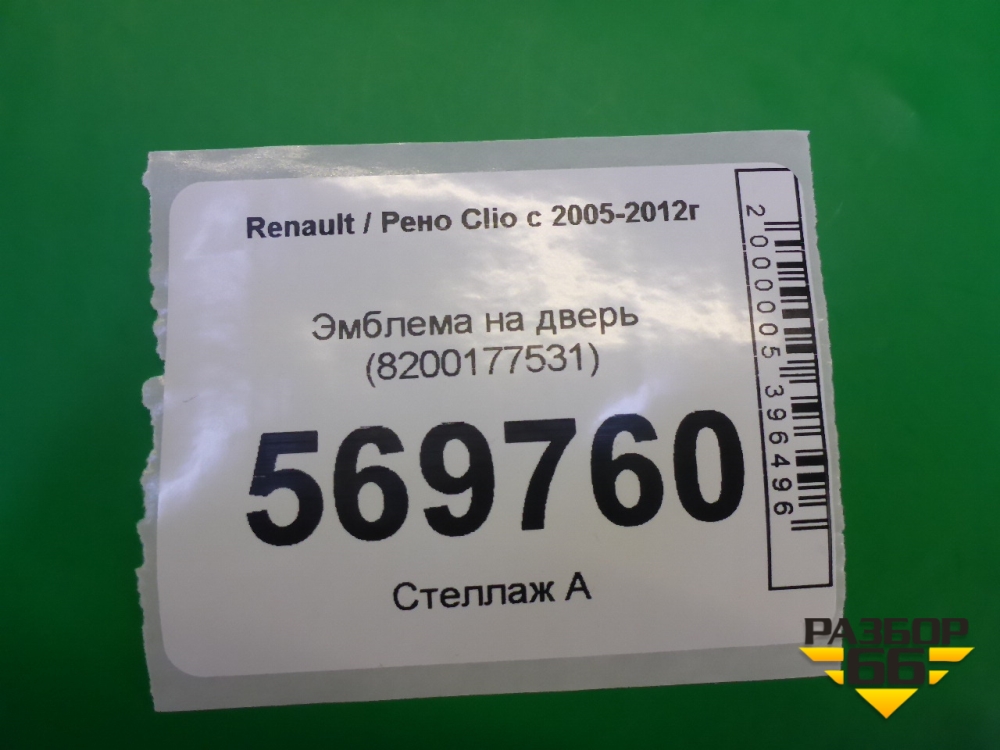 Renault / Рено Clio с 2005-2012г
Эмблема на дверь
(8200177531)
569760
Стеллаж А
2 000005 396496
РАЗБОР
66